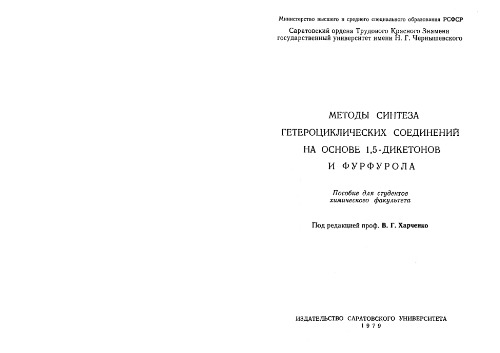 Министерство высшего и среднего специального образования РСФСР
Саратовский ордена Трудового Красного Знамени
государственный университет имени Н. Г. Чернышевского
МЕТОДЫ СИНТЕЗА
ГЕТЕРОЦИКЛИЧЕСКИХ СОЕДИНЕНИЙ
НА ОСНОВЕ 1,5-ДИКЕТОНОВ
И ФУРФУРОЛА
Пособие для студентов
химического факультета
Под редакцией проф. В. Г. Харченко
ИЗДАТЕЛЬСТВО САРАТОВСКОГО УНИВЕРСИТЕТА
1979